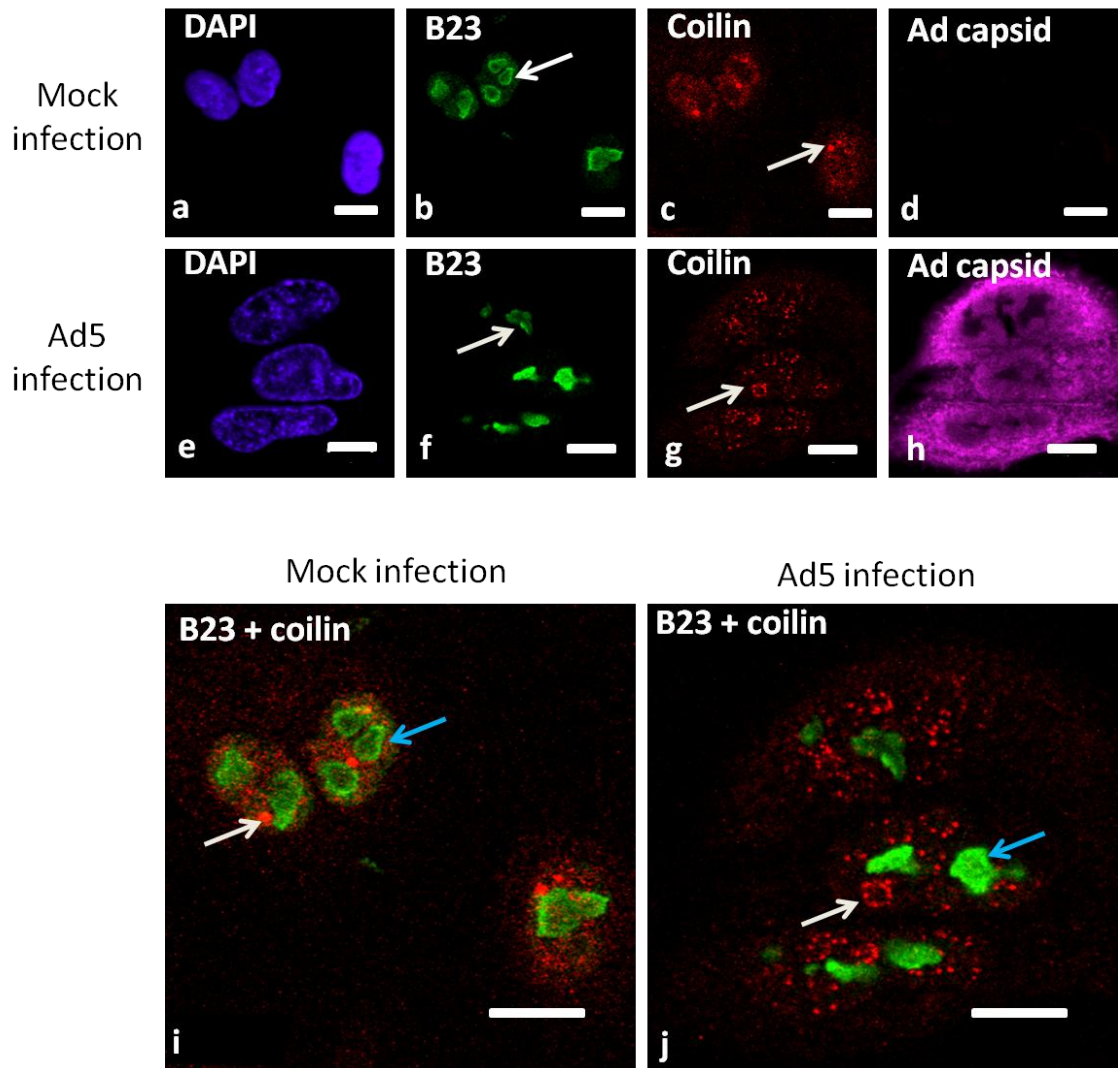 Mock
infection
DAPI
a
B23
b
Coilin
c
Ad capsid
d
Ad5
infection
DAPI
e
B23
f
Coilin
g
Ad capsid
h
Mock infection
Ad5 infection
B23 + coilin
i
B23 + coilin
j